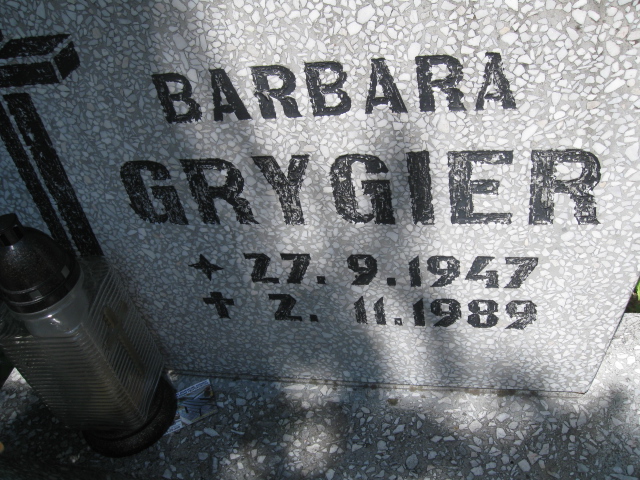 BARBARA
GRYGIER
27. 9. 1947
✝ 2. 11. 1989